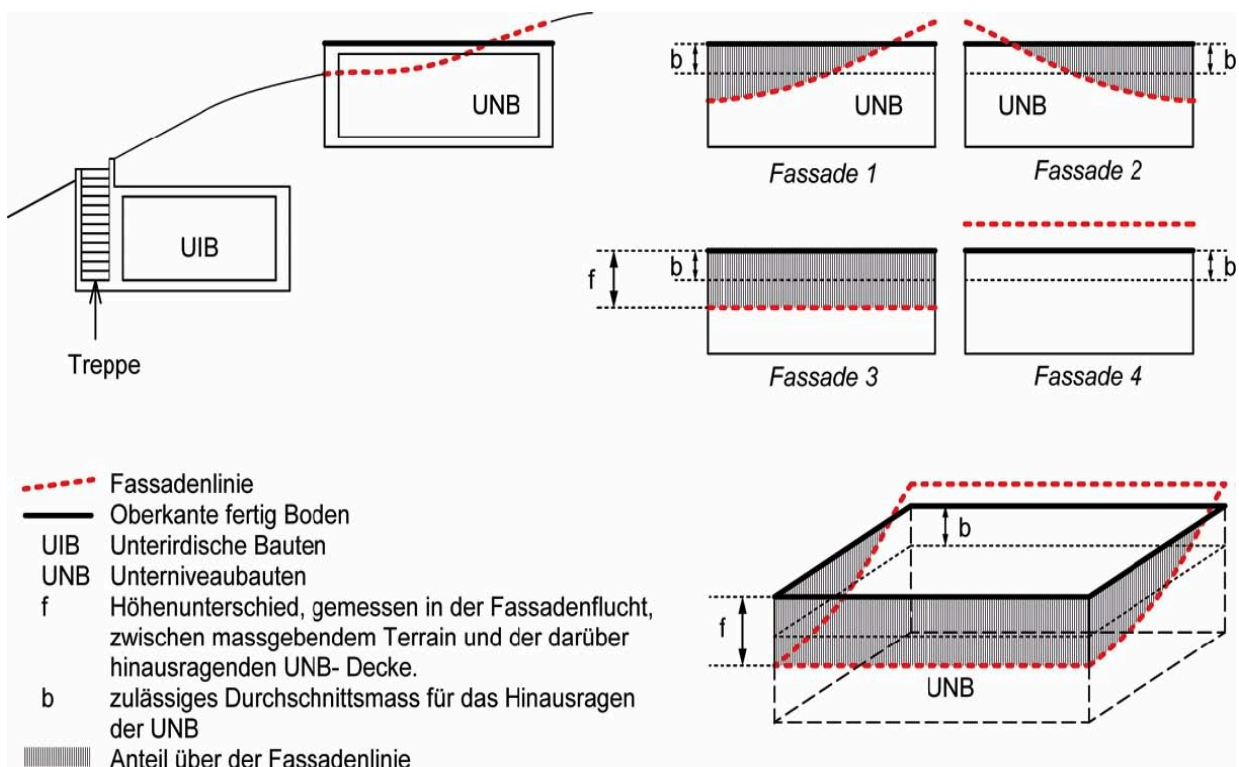 UNB
UIB
Treppe
b
UNB
Fassade 1
b
UNB
Fassade 2
f
b
Fassade 3
b
Fassade 4
Fassadenlinie
Oberkante fertig Boden
UIB Unterirdische Bauten
UNB Unterniveaubauten
f Höhenunterschied, gemessen in der Fassadenflucht,
zwischen massgebendem Terrain und der darüber
hinausragenden UNB- Decke.
b zulässiges Durchschnittsmass für das Hinausragen
der UNB
Anteil über der Fassadenlinie
b
f
UNB